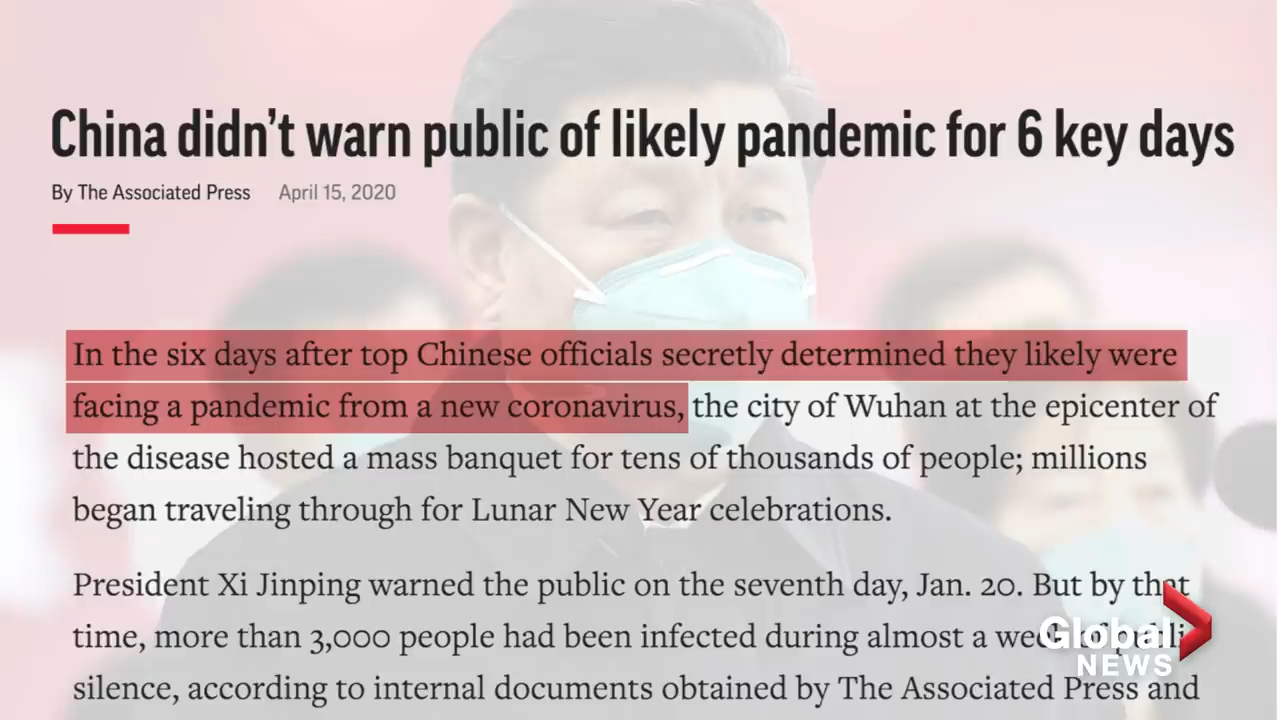 China didn't warn public of likely pandemic for 6 key days
By The Associated Press April 15, 2020
In the six days after top Chinese officials secretly determined they likely were
facing a pandemic from a new coronavirus, the city of Wuhan at the epicenter of
the disease hosted a mass banquet for tens of thousands of people; millions
began traveling through for Lunar New Year celebrations.
President Xi Jinping warned the public on the seventh day, Jan. 20. But by that
time, more than 3,000 people had been infected during almost a week of publi
silence, according to internal documents obtained by The Associated Press and
Global
NEWS